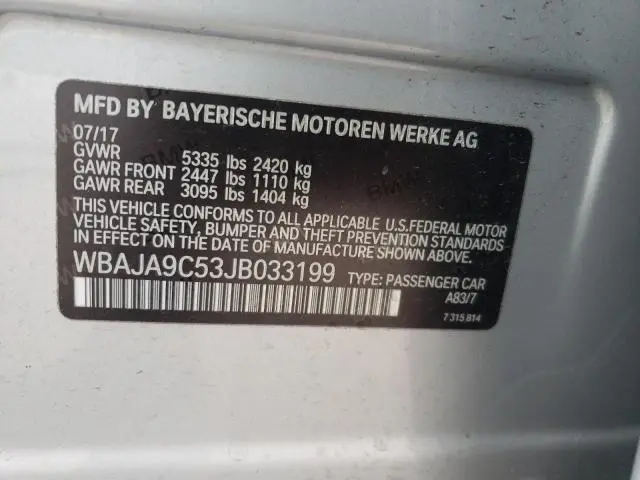 MFD BY BAYERISCHE MOTOREN WERKE AG
07/17
GVWR 5335 lbs 2420 kg
GAWR FRONT 2447 lbs 1110 kg
GAWR REAR 3095 lbs 1404 kg
THIS VEHICLE CONFORMS TO ALL APPLICABLE U.S.FEDERAL MOTOR
VEHICLE SAFETY, BUMPER AND THEFT PREVENTION
STANDARDS IN EFFECT ON THE DATE OF MANUFACTURE SHOWN ABOVE.
WBAJA9C53JB033199 TYPE: PASSENGER CAR
A83/7
7 315 814